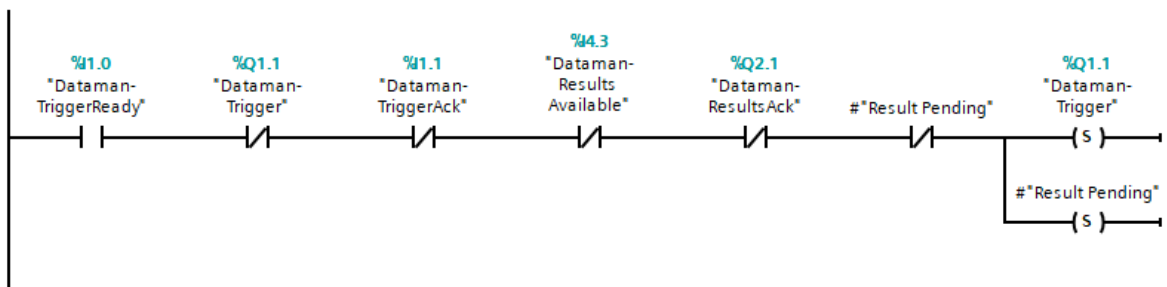 %I1.0
"Dataman-
TriggerReady"
%Q1.1
"Dataman-
Trigger"
%I1.1
"Dataman-
TriggerAck"
%I4.3
"Dataman-
Results
Available"
%Q2.1
"Dataman-
ResultsAck"
#"Result Pending"
%Q1.1
"Dataman-
Trigger"
S
#"Result Pending"
S